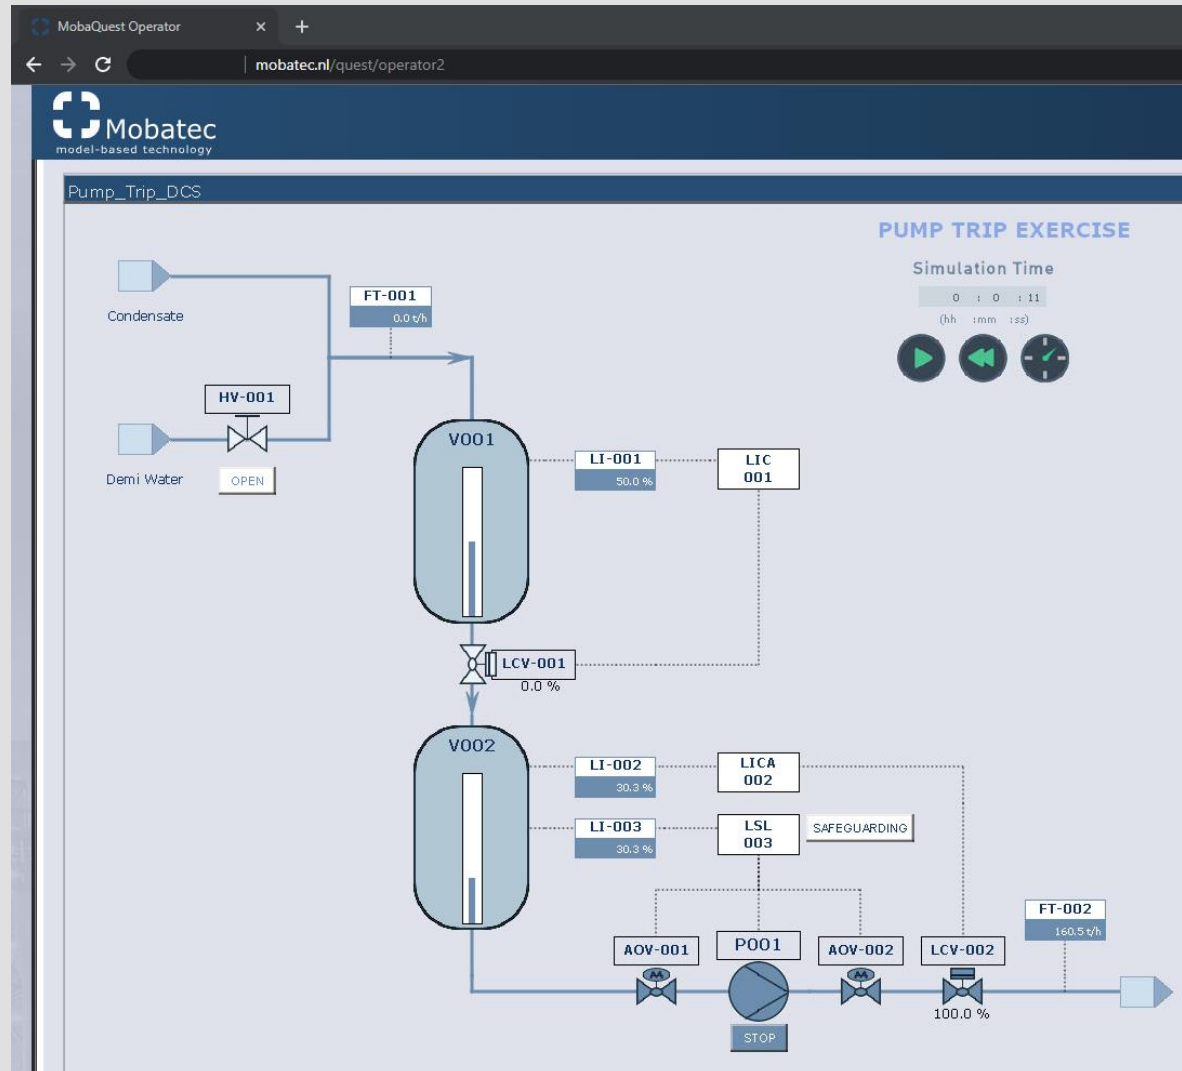 MobaQuest Operator
mobatec.nl/quest/operator2
Mobatec
model-based technology
Pump_Trip_DCS
PUMP TRIP EXERCISE
Simulation Time
0 : 0 : 11
(hh :mm :ss)
Condensate
FT-001
0.0 t/h
HV-001
Demi Water
OPEN
V001
LI-001
50.0 %
LIC
001
LCV-001
0.0 %
V002
LI-002
30.3 %
LICA
002
LI-003
30.3 %
LSL
003
SAFEGUARDING
AOV-001
P001
AOV-002
LCV-002
FT-002
160.5 t/h
100.0 %
STOP